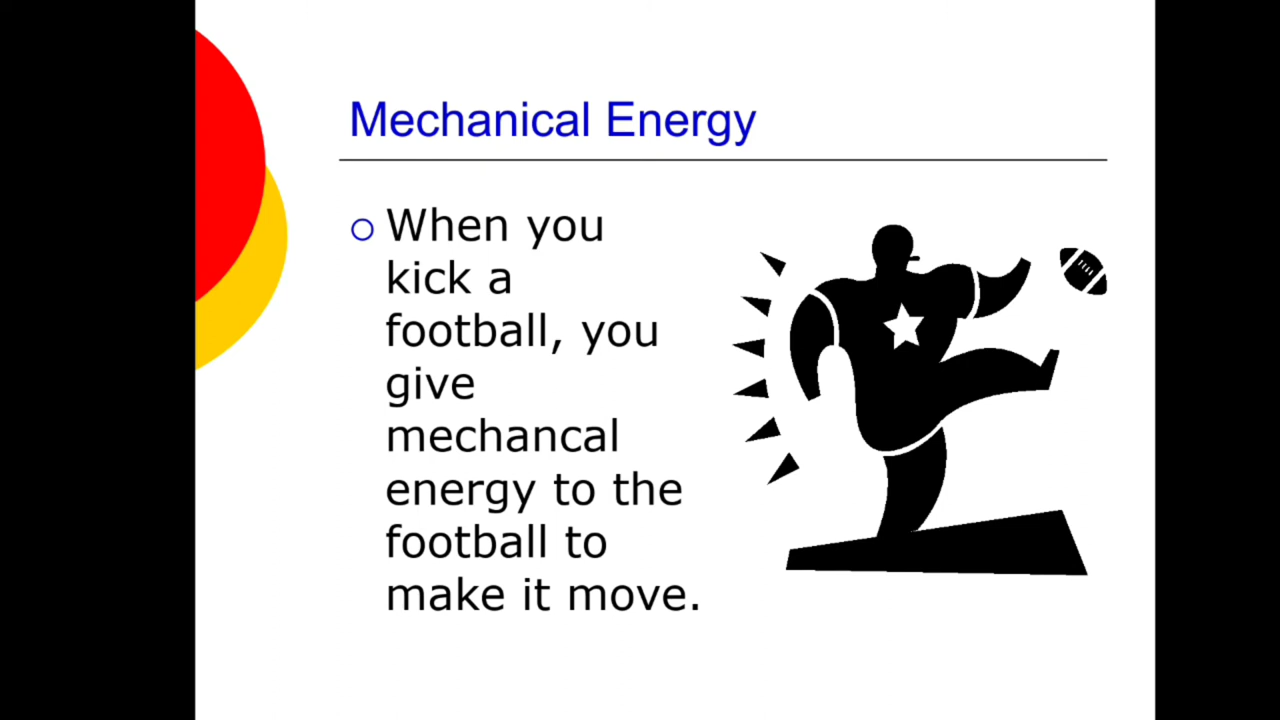 Mechanical Energy
When you
kick a
football, you
give
mechancal
energy to the
football to
make it move.